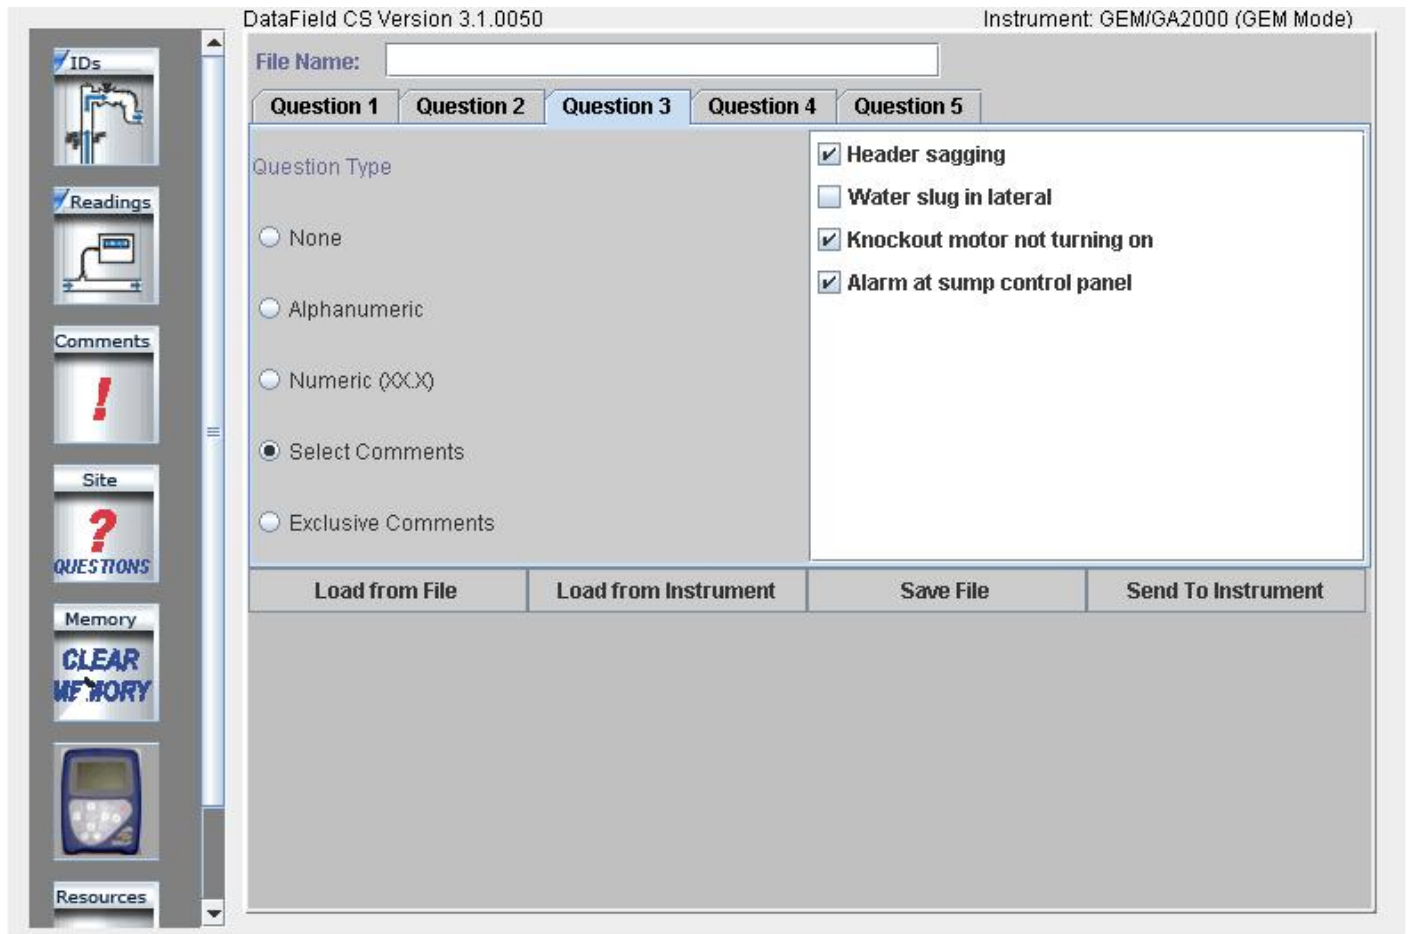 DataField CS Version 3.1.0050 Instrument: GEM/GA2000 (GEM Mode)
IDs
Readings
Comments
!
Site
?
QUESTIONS
Memory
CLEAR
MEMORY
Resources
File Name:
Question 1 Question 2 Question 3 Question 4 Question 5
Question Type
None
Alphanumeric
Numeric (XX.X)
Select Comments
Exclusive Comments
Header sagging
Water slug in lateral
Knockout motor not turning on
Alarm at sump control panel
Load from File Load from Instrument Save File Send To Instrument